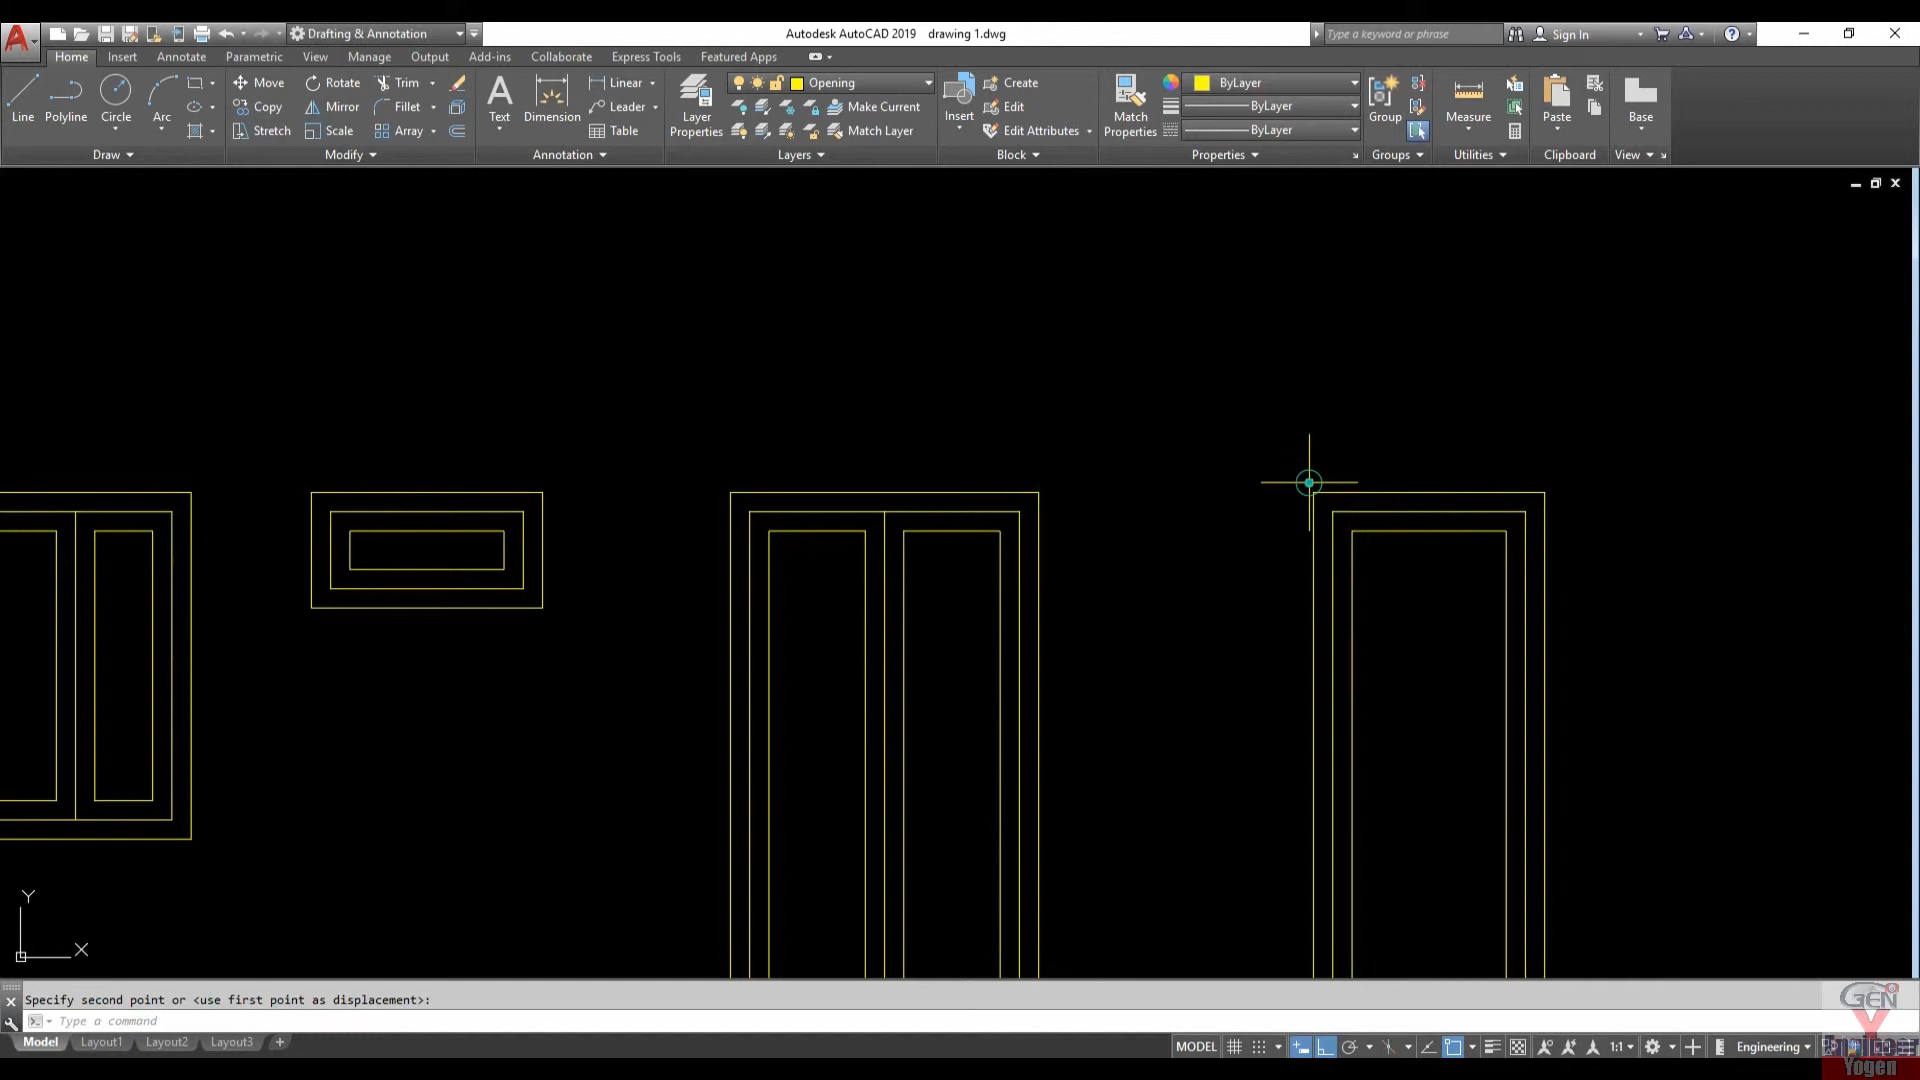 Drafting & Annotation
Autodesk AutoCAD 2019 drawing 1.dwg
Type a keyword or phrase
Sign In
Home Insert Annotate Parametric View Manage Output Add-ins Collaborate Express Tools Featured Apps
Line Polyline Circle Arc
Draw
Move Rotate Trim
Copy Mirror Fillet
Stretch Scale Array
Modify
Text Dimension
Linear
Leader
Table
Annotation
Layer Properties
Opening
Make Current
Match Layer
Layers
Insert
Create
Edit
Edit Attributes
Block
Match Properties
ByLayer
ByLayer
ByLayer
Properties
Group
Groups
Measure
Utilities
Paste
Clipboard
Base
View
Y
X
Specify second point or <use first point as displacement>:
Type a command
Model Layout1 Layout2 Layout3 +
MODEL
1:1
Engineering
GEN
Y
Yogen